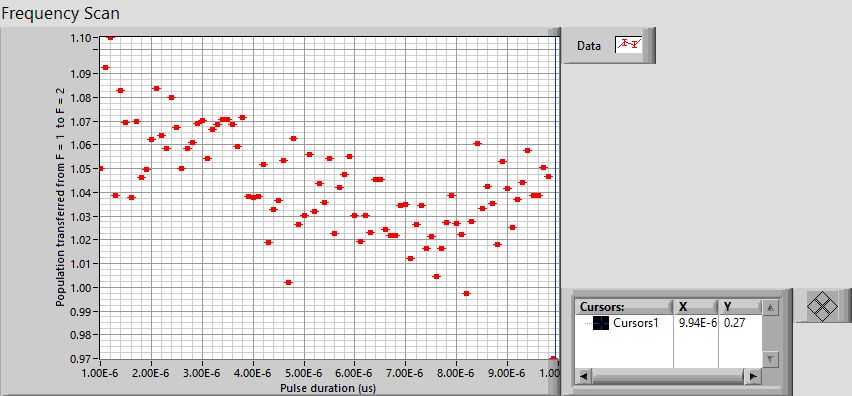 Frequency Scan
Data
Population transferred from F = 1 to F = 2
1.10
1.09
1.08
1.07
1.06
1.05
1.04
1.03
1.02
1.01
1.00
0.99
0.98
0.97
1.00E-6 2.00E-6 3.00E-6 4.00E-6 5.00E-6 6.00E-6 7.00E-6 8.00E-6 9.00E-6 1.00
Pulse duration (us)
Cursors: X Y
Cursors1 9.94E-6 0.27